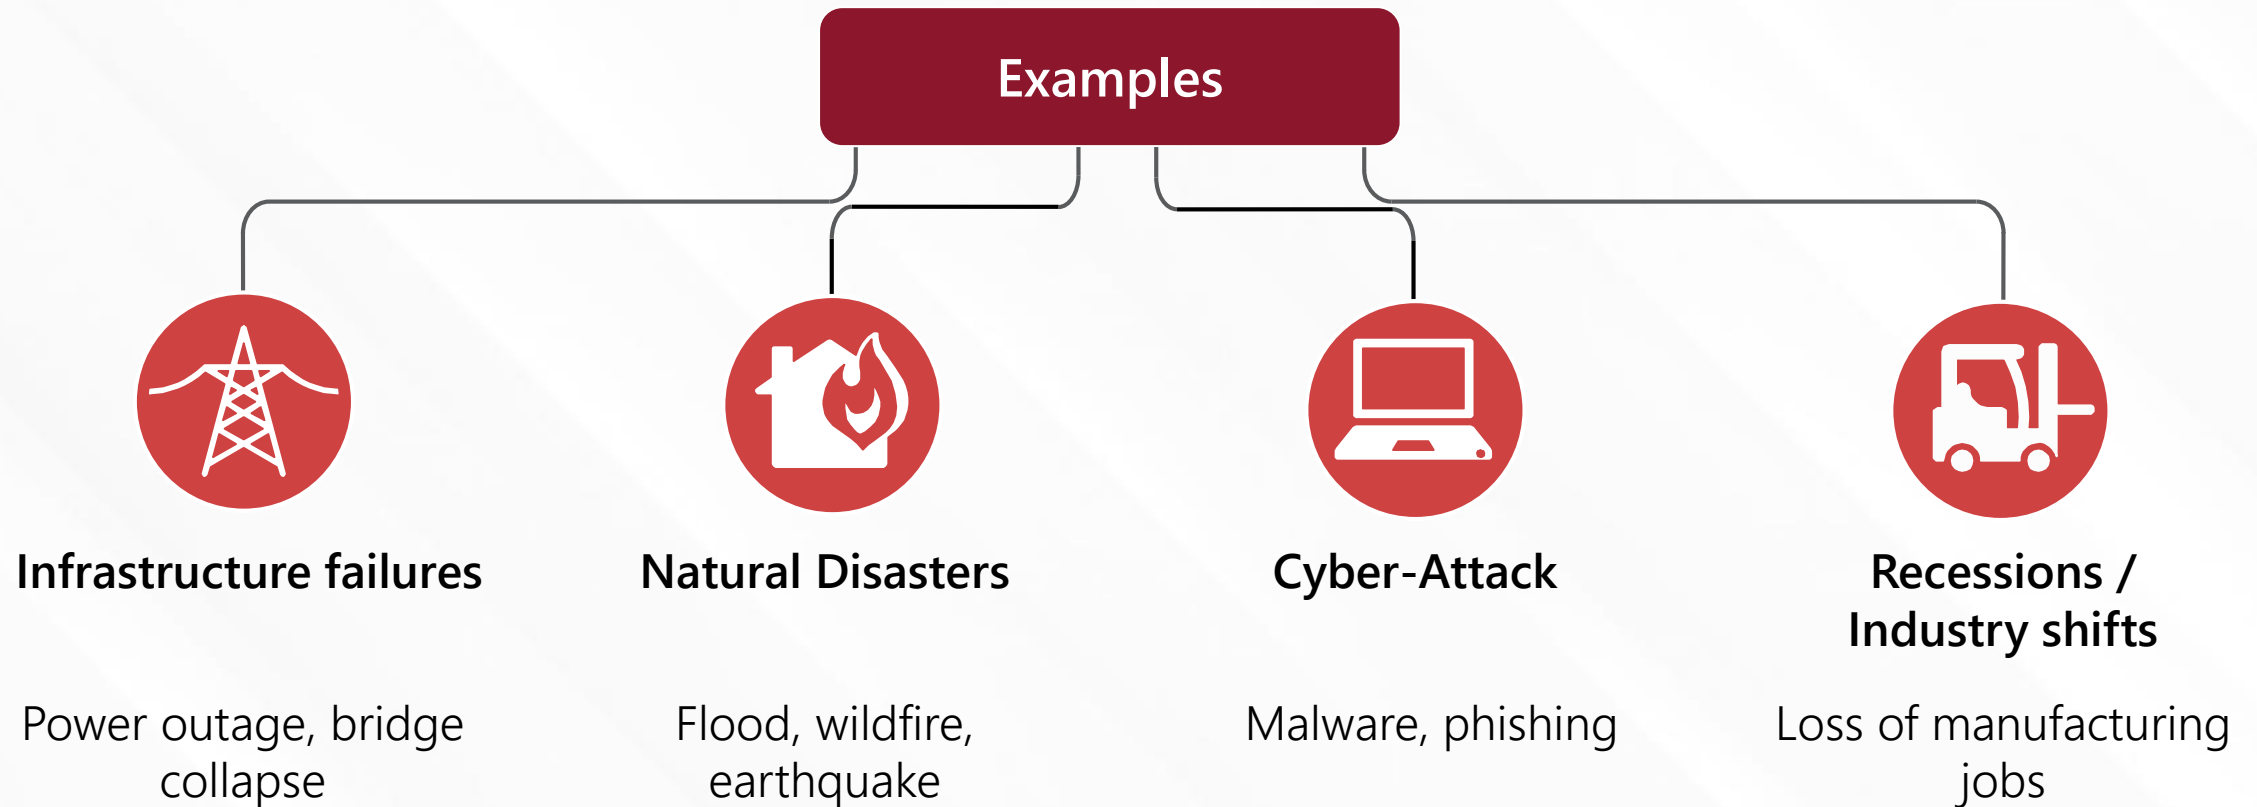 Examples
Infrastructure failures
Power outage, bridge
collapse
Natural Disasters
Flood, wildfire,
earthquake
Cyber-Attack
Malware, phishing
Recessions /
Industry shifts
Loss of manufacturing
jobs